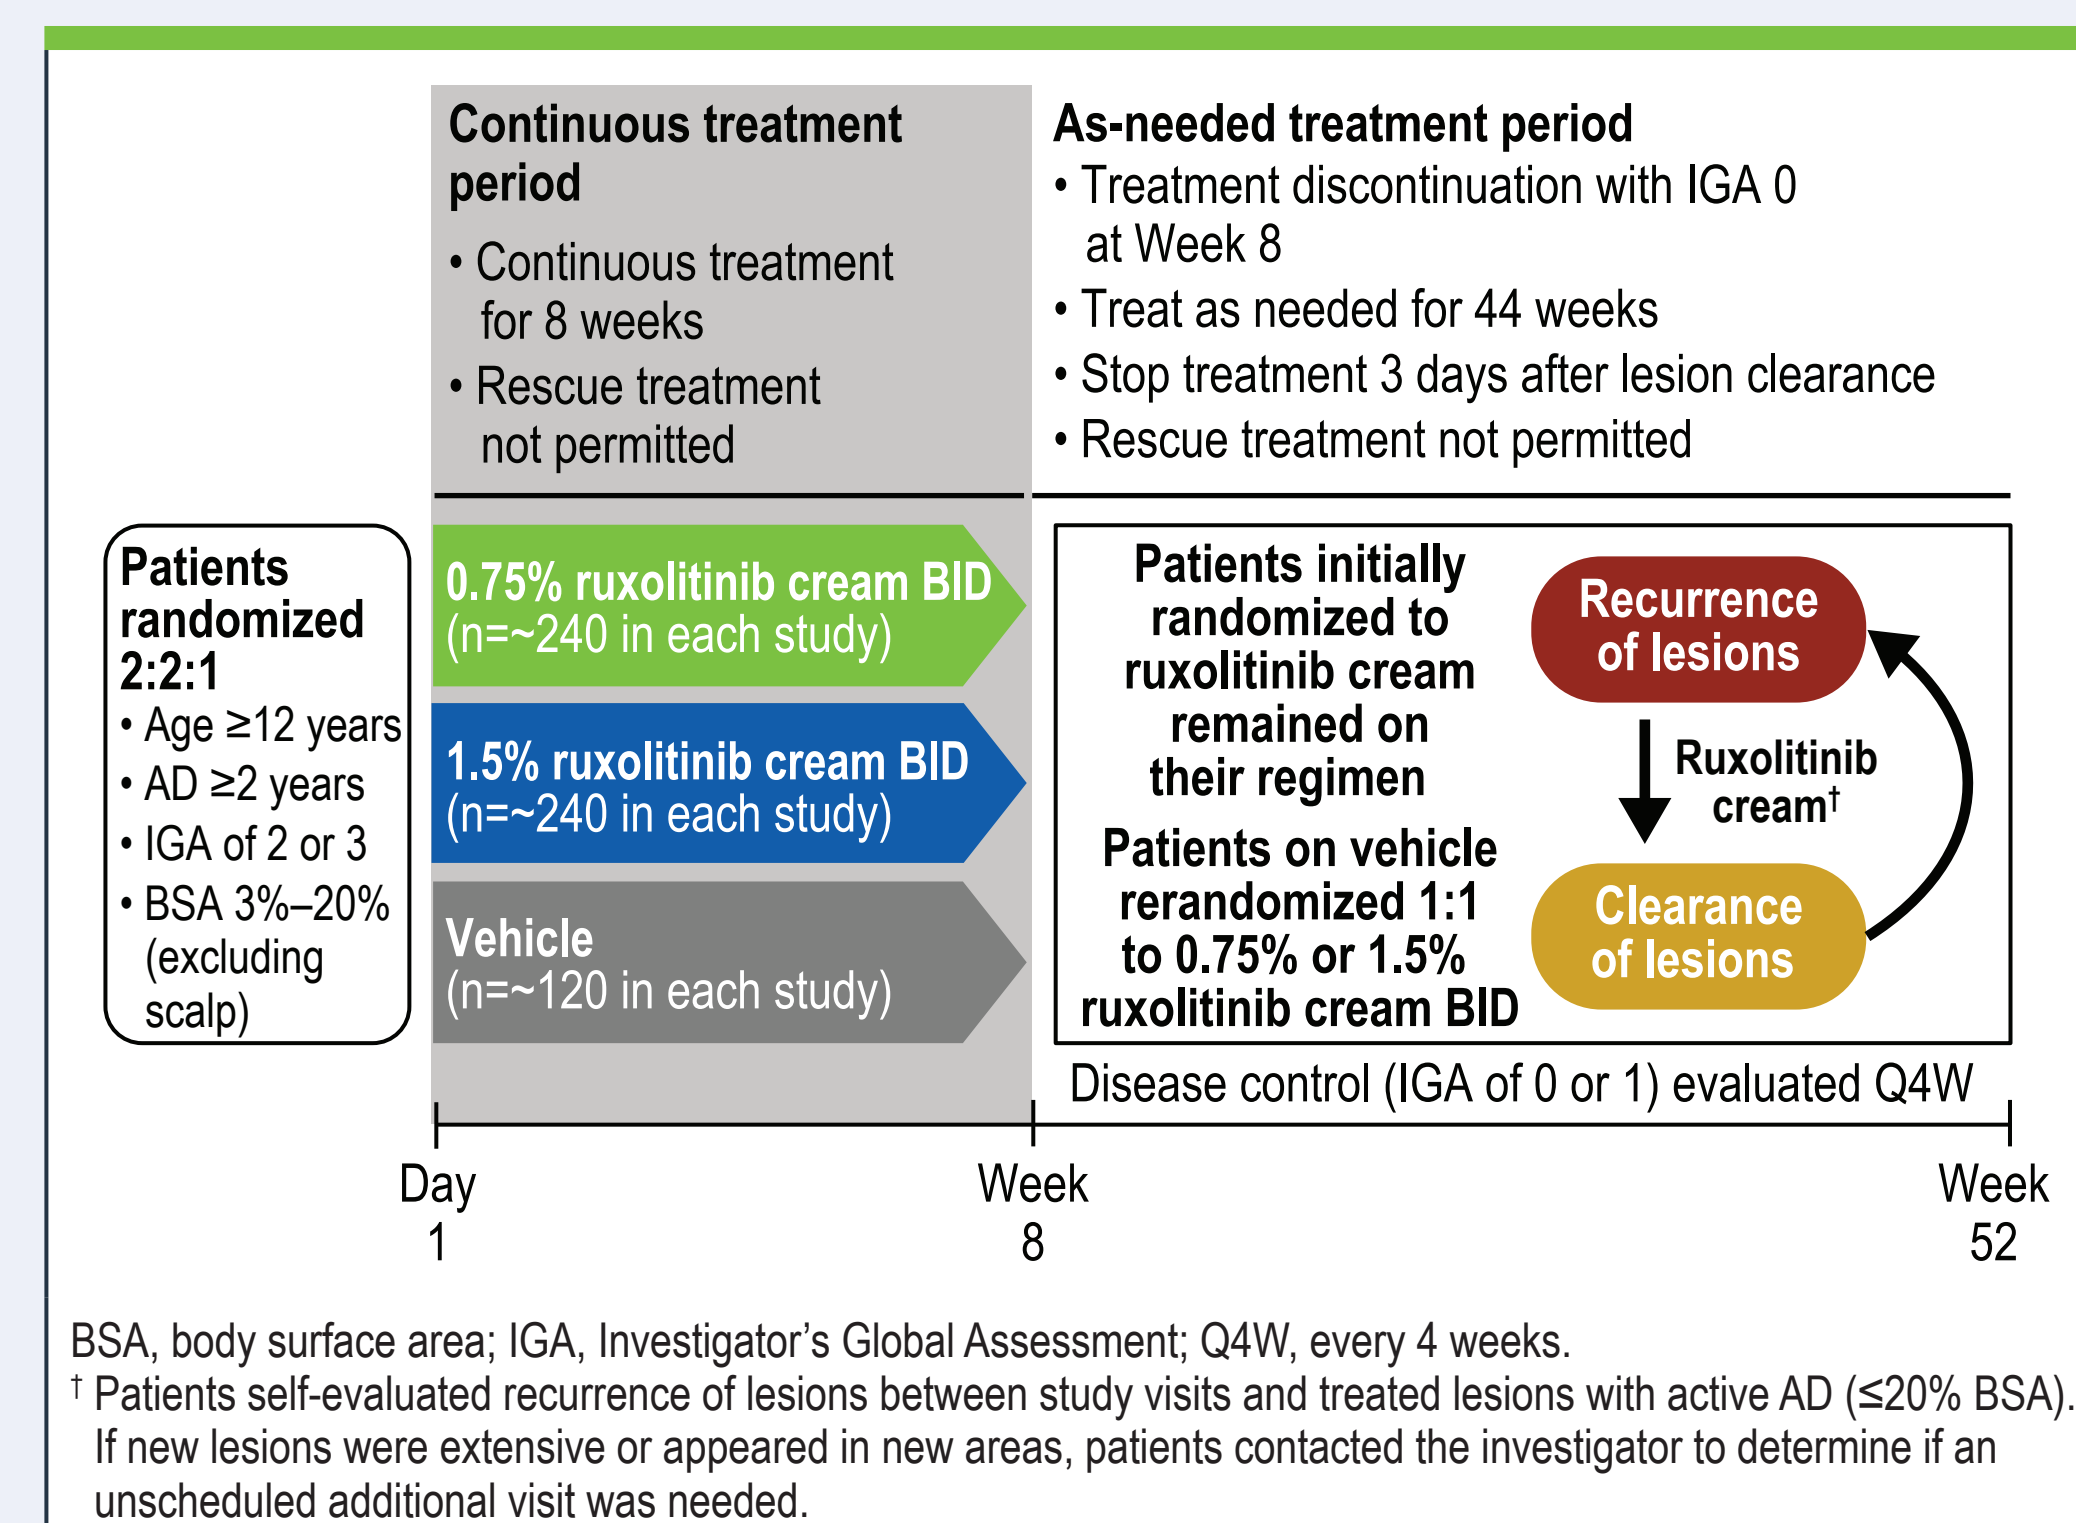 Continuous treatment
period
• Continuous treatment
for 8 weeks
• Rescue treatment
not permitted
As-needed treatment period
• Treatment discontinuation with IGA 0
at Week 8
• Treat as needed for 44 weeks
• Stop treatment 3 days after lesion clearance
• Rescue treatment not permitted
Patients
randomized
2:2:1
• Age ≥12 years
• AD ≥2 years
• IGA of 2 or 3
• BSA 3%–20%
(excluding
scalp)
0.75% ruxolitinib cream BID
(n=~240 in each study)
1.5% ruxolitinib cream BID
(n=~240 in each study)
Vehicle
(n=~120 in each study)
Patients initially
randomized to
ruxolitinib cream
remained on
their regimen
Patients on vehicle
rerandomized 1:1
to 0.75% or 1.5%
ruxolitinib cream BID
Recurrence
of lesions
Ruxolitinib
cream†
Clearance
of lesions
Disease control (IGA of 0 or 1) evaluated Q4W
Day
1
Week
8
Week
52
BSA, body surface area; IGA, Investigator’s Global Assessment; Q4W, every 4 weeks.
† Patients self-evaluated recurrence of lesions between study visits and treated lesions with active AD (≤20% BSA).
If new lesions were extensive or appeared in new areas, patients contacted the investigator to determine if an
unscheduled additional visit was needed.